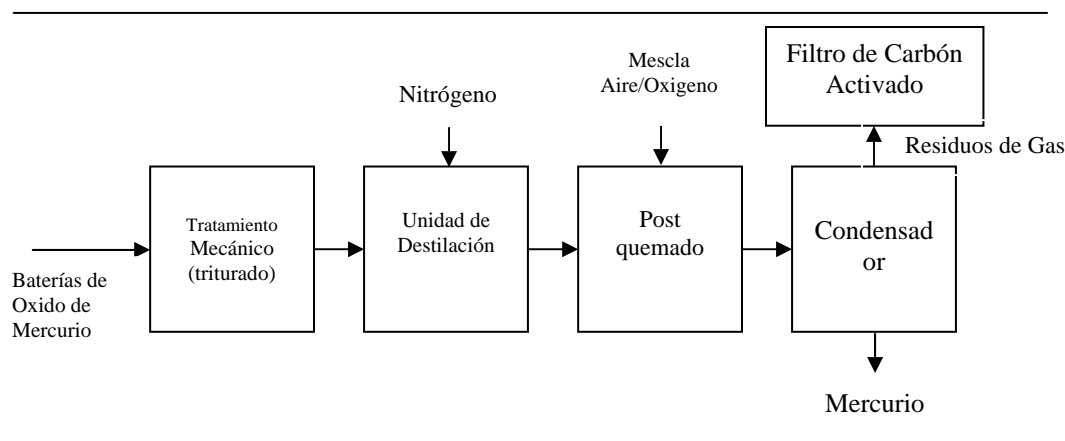 Filtro de Carbón
Activado
Mescla
Aire/Oxigeno
Nitrógeno
Residuos de Gas
Tratamiento
Mecánico
(triturado)
Unidad de
Destilación
Post
quemado
Condensad
or
Baterías de
Oxido de
Mercurio
Mercurio